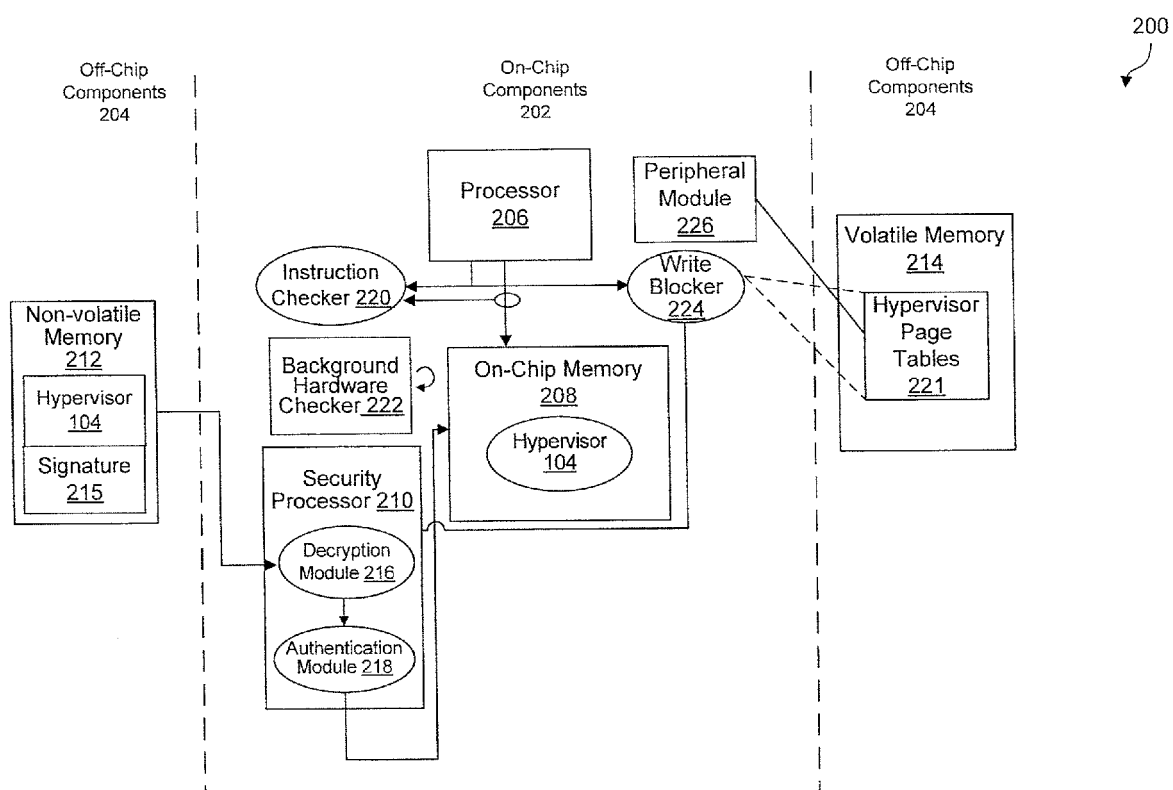 200
Off-Chip
Components
204
On-Chip
Components
202
Off-Chip
Components
204
Processor
206
Peripheral
Module
226
Volatile Memory
214
Hypervisor
Page
Tables
221
Instruction
Checker 220
Write
Blocker
224
Non-volatile
Memory
212
Hypervisor
104
Signature
215
Background
Hardware
Checker 222
On-Chip Memory
208
Hypervisor
104
Security
Processor 210
Decryption
Module 216
Authentication
Module 218